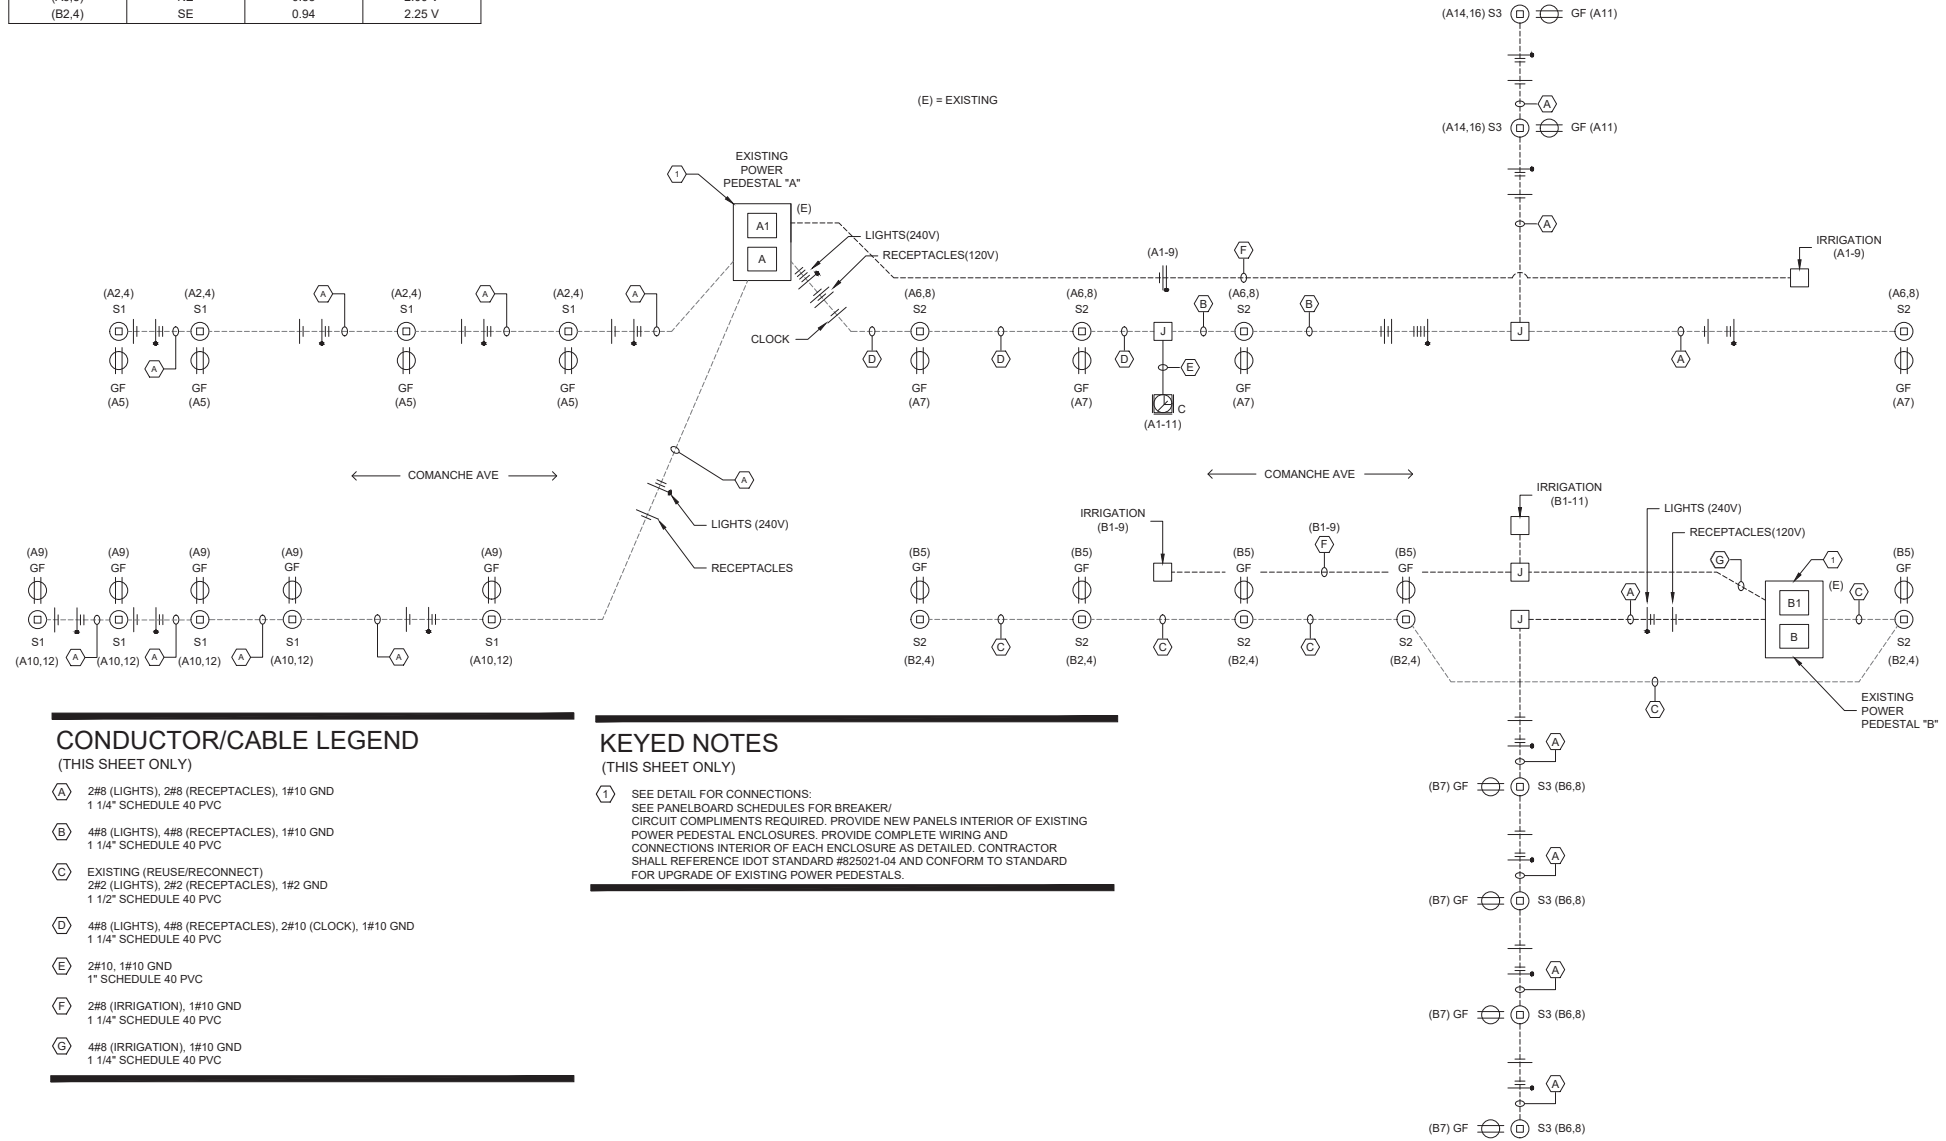 (B2,4) SE 0.94 2.25 V
(A14,16) S3 GF (A11)
(E) = EXISTING
A
(A14,16) S3 GF (A11)
EXISTING
POWER
PEDESTAL "A"
1
(E)
A1
A
LIGHTS(240V)
RECEPTACLES(120V)
CLOCK
A
(A1-9)
F
IRRIGATION
(A1-9)
(A2,4) (A2,4) (A2,4) (A2,4)
S1 S1 S1 S1
A A A
A
GF GF GF GF
(A5) (A5) (A5) (A5)
(A6,8) (A6,8) (A6,8) (A6,8)
S2 S2 S2 S2
B B
J J
D D D E A
GF GF GF GF
(A7) (A7) (A7) (A7)
C
(A1-11)
COMANCHE AVE
COMANCHE AVE
A
LIGHTS (240V)
RECEPTACLES
IRRIGATION
(B1-9)
(B1-9)
F
IRRIGATION
(B1-11)
LIGHTS (240V)
RECEPTACLES(120V)
(A9) (A9) (A9) (A9) (A9)
GF GF GF GF GF
S1 S1 S1 S1 S1
(A10,12) A (A10,12) A (A10,12) A (A10,12) A (A10,12)
(B5) (B5) (B5) (B5) (B5)
GF GF GF GF GF
J G 1
(E)
A B1 C
J
B
S2 S2 S2 S2 S2
C C C
(B2,4) (B2,4) (B2,4) (B2,4) (B2,4)
C
EXISTING
POWER
PEDESTAL "B"
A
(B7) GF S3 (B6,8)
A
(B7) GF S3 (B6,8)
A
(B7) GF S3 (B6,8)
A
(B7) GF S3 (B6,8)
CONDUCTOR/CABLE LEGEND
(THIS SHEET ONLY)
A 2#8 (LIGHTS), 2#8 (RECEPTACLES), 1#10 GND
1 1/4" SCHEDULE 40 PVC
B 4#8 (LIGHTS), 4#8 (RECEPTACLES), 1#10 GND
1 1/4" SCHEDULE 40 PVC
C EXISTING (REUSE/RECONNECT)
2#2 (LIGHTS), 2#2 (RECEPTACLES), 1#2 GND
1 1/2" SCHEDULE 40 PVC
D 4#8 (LIGHTS), 4#8 (RECEPTACLES), 2#10 (CLOCK), 1#10 GND
1 1/4" SCHEDULE 40 PVC
E 2#10, 1#10 GND
1" SCHEDULE 40 PVC
F 2#8 (IRRIGATION), 1#10 GND
1 1/4" SCHEDULE 40 PVC
G 4#8 (IRRIGATION), 1#10 GND
1 1/4" SCHEDULE 40 PVC
KEYED NOTES
(THIS SHEET ONLY)
1 SEE DETAIL FOR CONNECTIONS:
SEE PANELBOARD SCHEDULES FOR BREAKER/
CIRCUIT COMPLIMENTS REQUIRED. PROVIDE NEW PANELS INTERIOR OF EXISTING
POWER PEDESTAL ENCLOSURES. PROVIDE COMPLETE WIRING AND
CONNECTIONS INTERIOR OF EACH ENCLOSURE AS DETAILED. CONTRACTOR
SHALL REFERENCE IDOT STANDARD #825021-04 AND CONFORM TO STANDARD
FOR UPGRADE OF EXISTING POWER PEDESTALS.